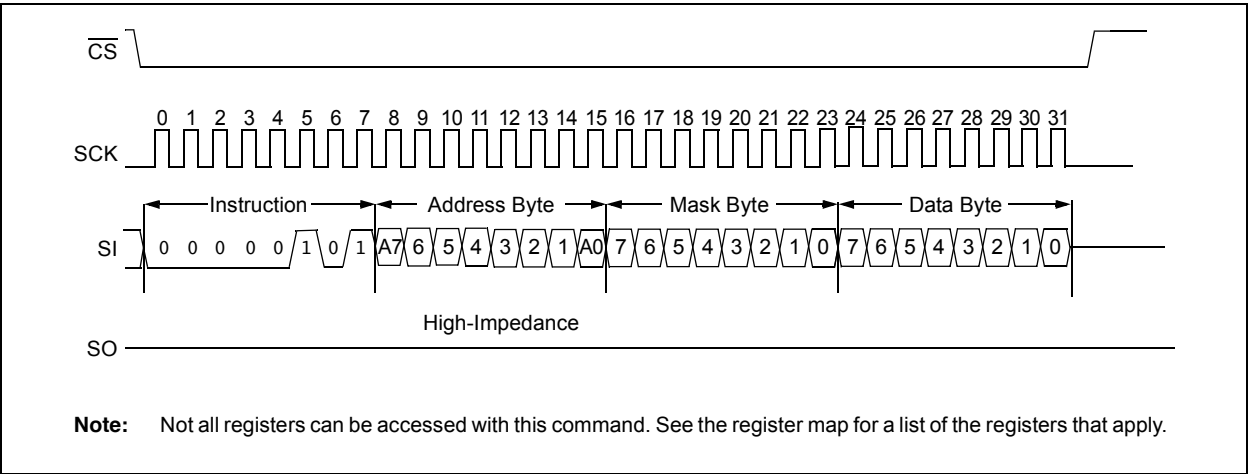 CS
0 1 2 3 4 5 6 7 8 9 10 11 12 13 14 15 16 17 18 19 20 21 22 23 24 25 26 27 28 29 30 31
SCK
Instruction Address Byte Mask Byte Data Byte
SI 0 0 0 0 0 1 0 1 A7 6 5 4 3 2 1 A0 7 6 5 4 3 2 1 0 7 6 5 4 3 2 1 0
High-Impedance
SO
Note: Not all registers can be accessed with this command. See the register map for a list of the registers that apply.